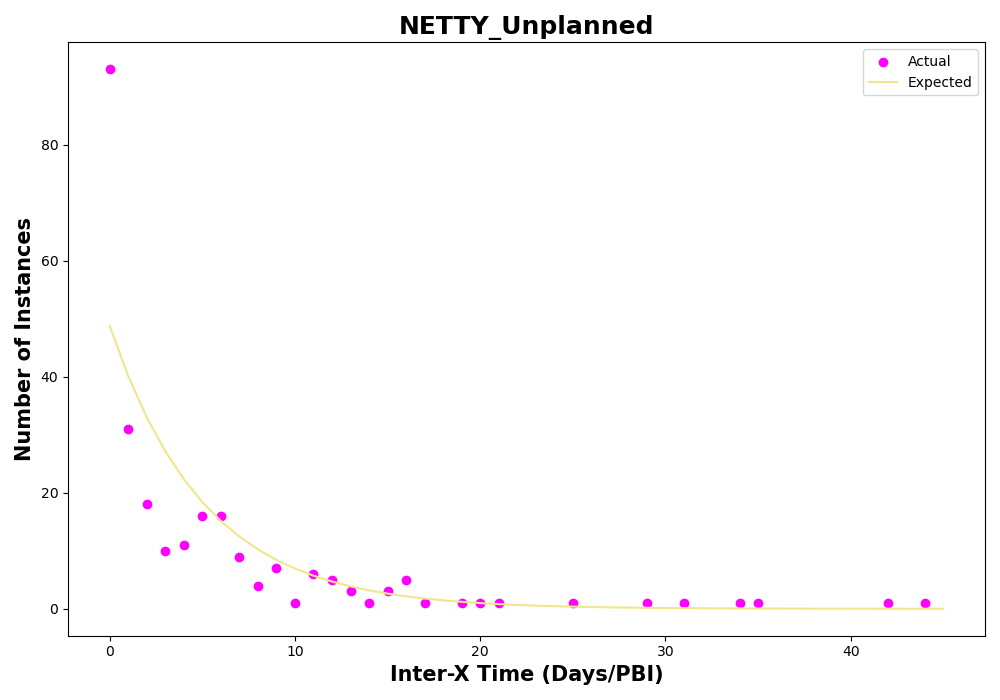 NETTY_Unplanned
Actual
Expected
Number of Instances
80
60
40
20
0
0 10 20 30 40
Inter-X Time (Days/PBI)